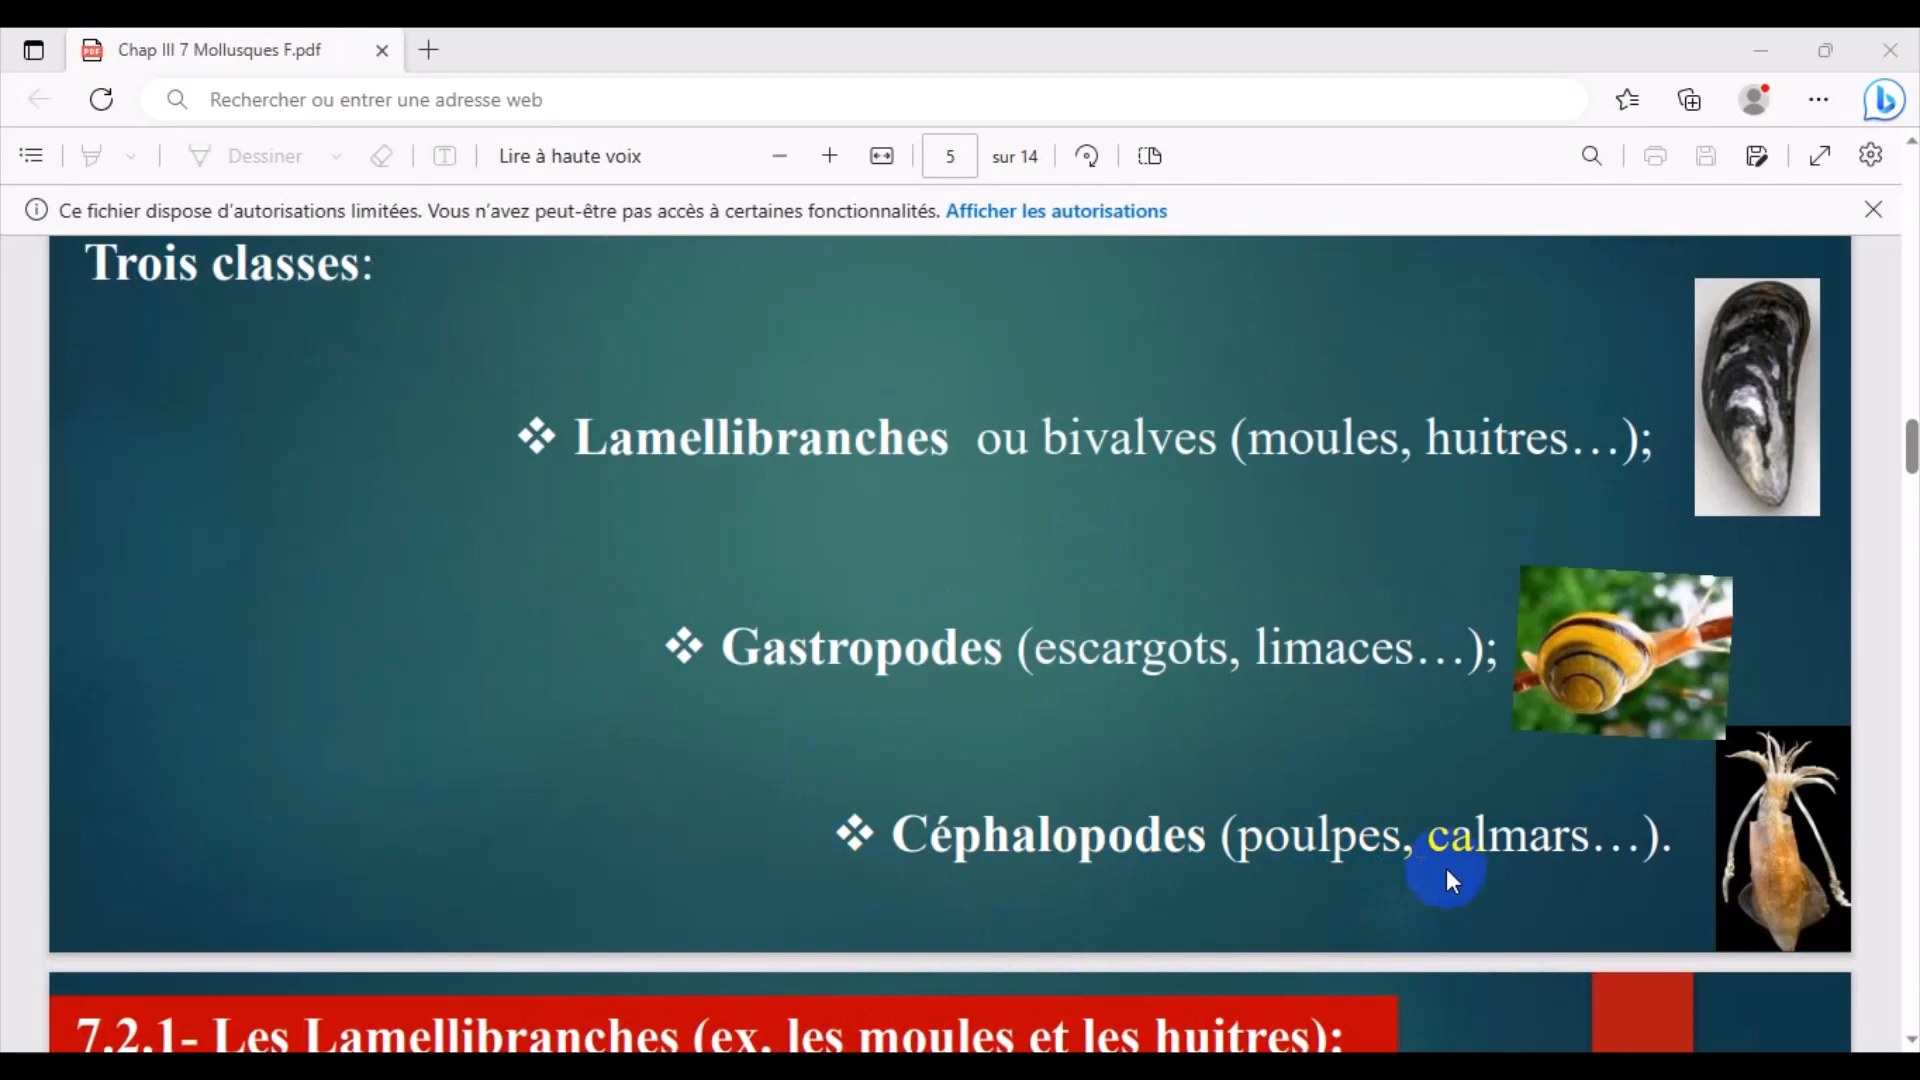 Chap III 7 Mollusques F.pdf
Rechercher ou entrer une adresse web
Dessiner
Lire à haute voix
5 sur 14
Ce fichier dispose d'autorisations limitées. Vous n'avez peut-être pas accès à certaines fonctionnalités. Afficher les autorisations
Trois classes:
❖ Lamellibranches ou bivalves (moules, huitres…);
❖ Gastropodes (escargots, limaces…);
❖ Céphalopodes (poulpes, calmars…).
7.2.1- Les Lamellibranches (ex. les moules et les huitres):